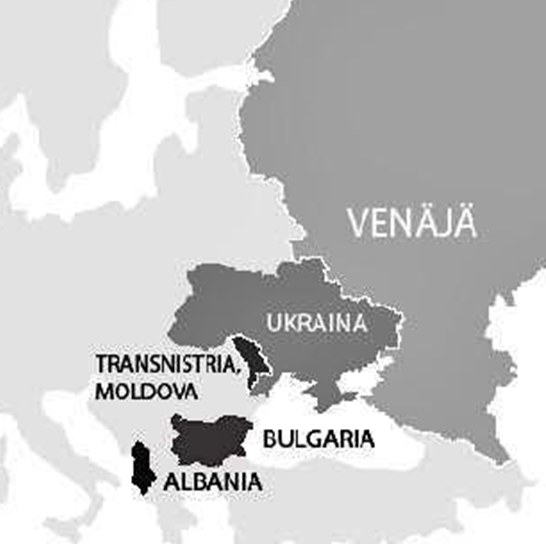 VENÄJÄ
UKRAINA
TRANSNISTRIA,
MOLDOVA
BULGARIA
ALBANIA